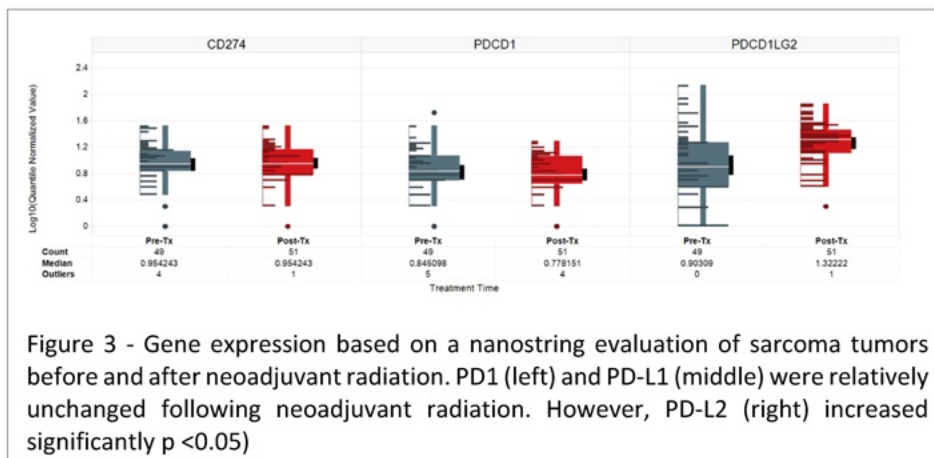 CD274 PDCD1 PDCD1LG2
Log10(Quantile Normalized Value)
2.4
2.0
1.6
1.2
0.8
0.4
0
Pre-Tx Post-Tx Pre-Tx Post-Tx Pre-Tx Post-Tx
Count 49 51 49 51 49 51
Median 0.954243 0.954243 0.845098 0.778151 0.90309 1.32222
Outliers 4 1 5 4 0 1
Treatment Time
Figure 3 - Gene expression based on a nanostring evaluation of sarcoma tumors
before and after neoadjuvant radiation. PD1 (left) and PD-L1 (middle) were relatively
unchanged following neoadjuvant radiation. However, PD-L2 (right) increased
significantly p <0.05)